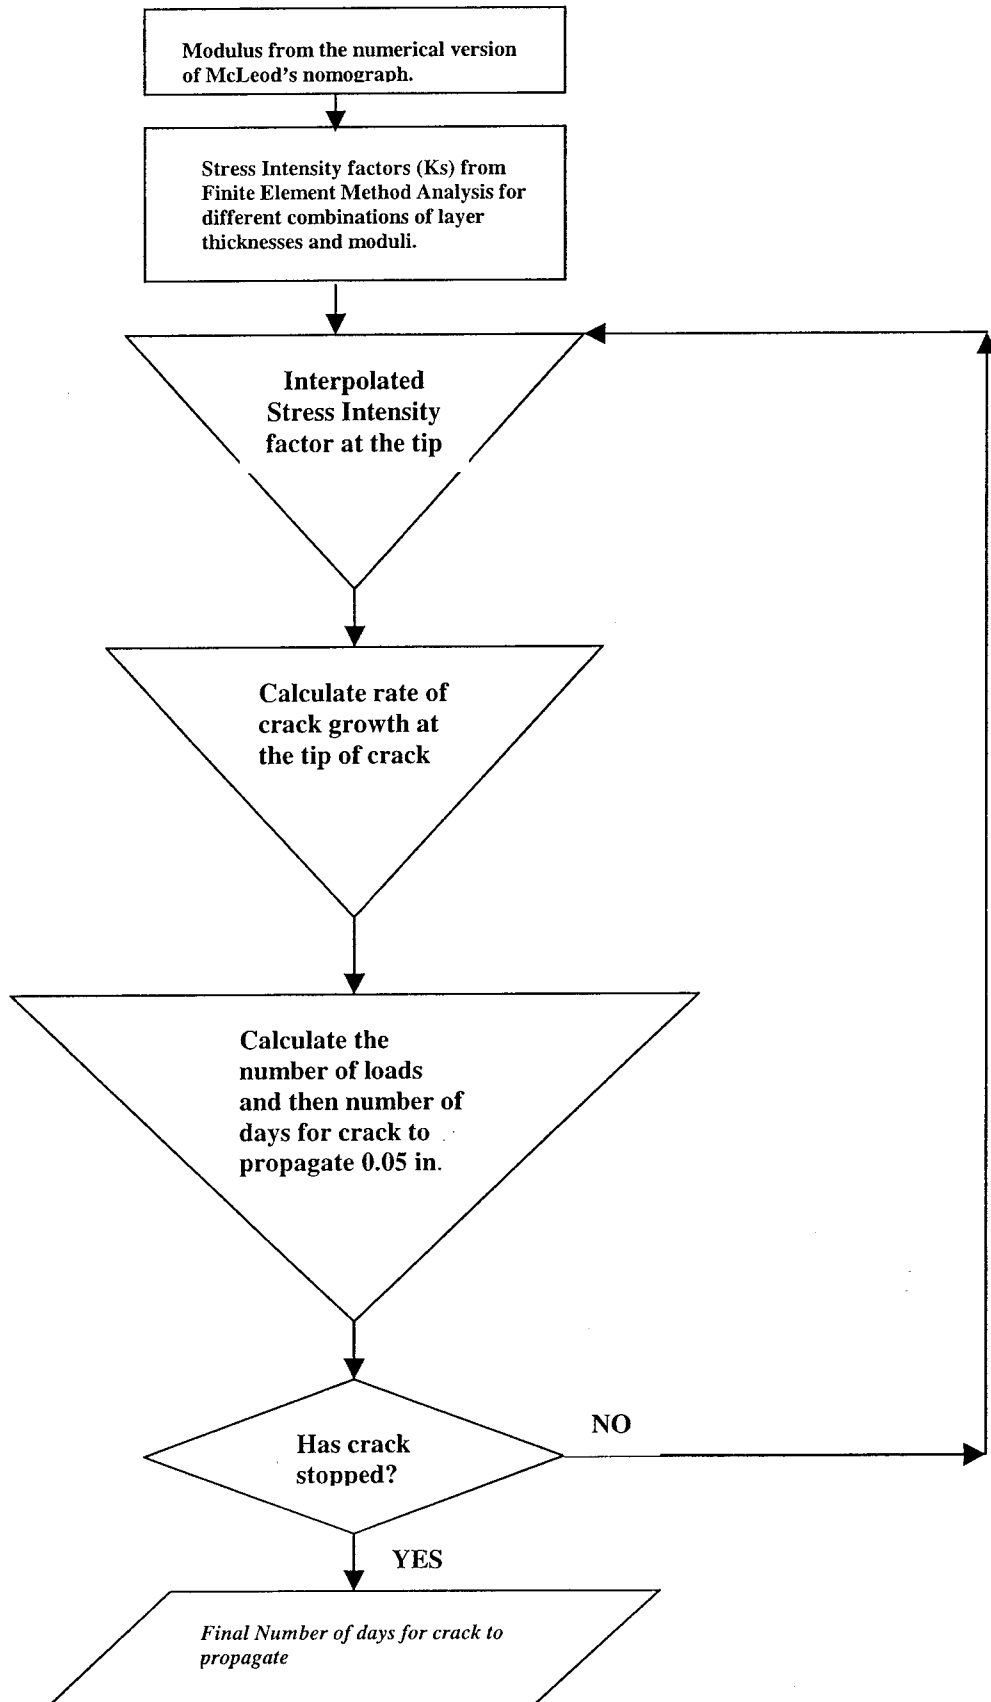 Modulus from the numerical version
of McLeod's nomograph.
Stress Intensity factors (Ks) from
Finite Element Method Analysis for
different combinations of layer
thicknesses and moduli.
Interpolated
Stress Intensity
factor at the tip
Calculate rate of
crack growth at
the tip of crack
Calculate the
number of loads
and then number of
days for crack to
propagate 0.05 in.
NO
Has crack
stopped?
YES
Final Number of days for crack to
propagate